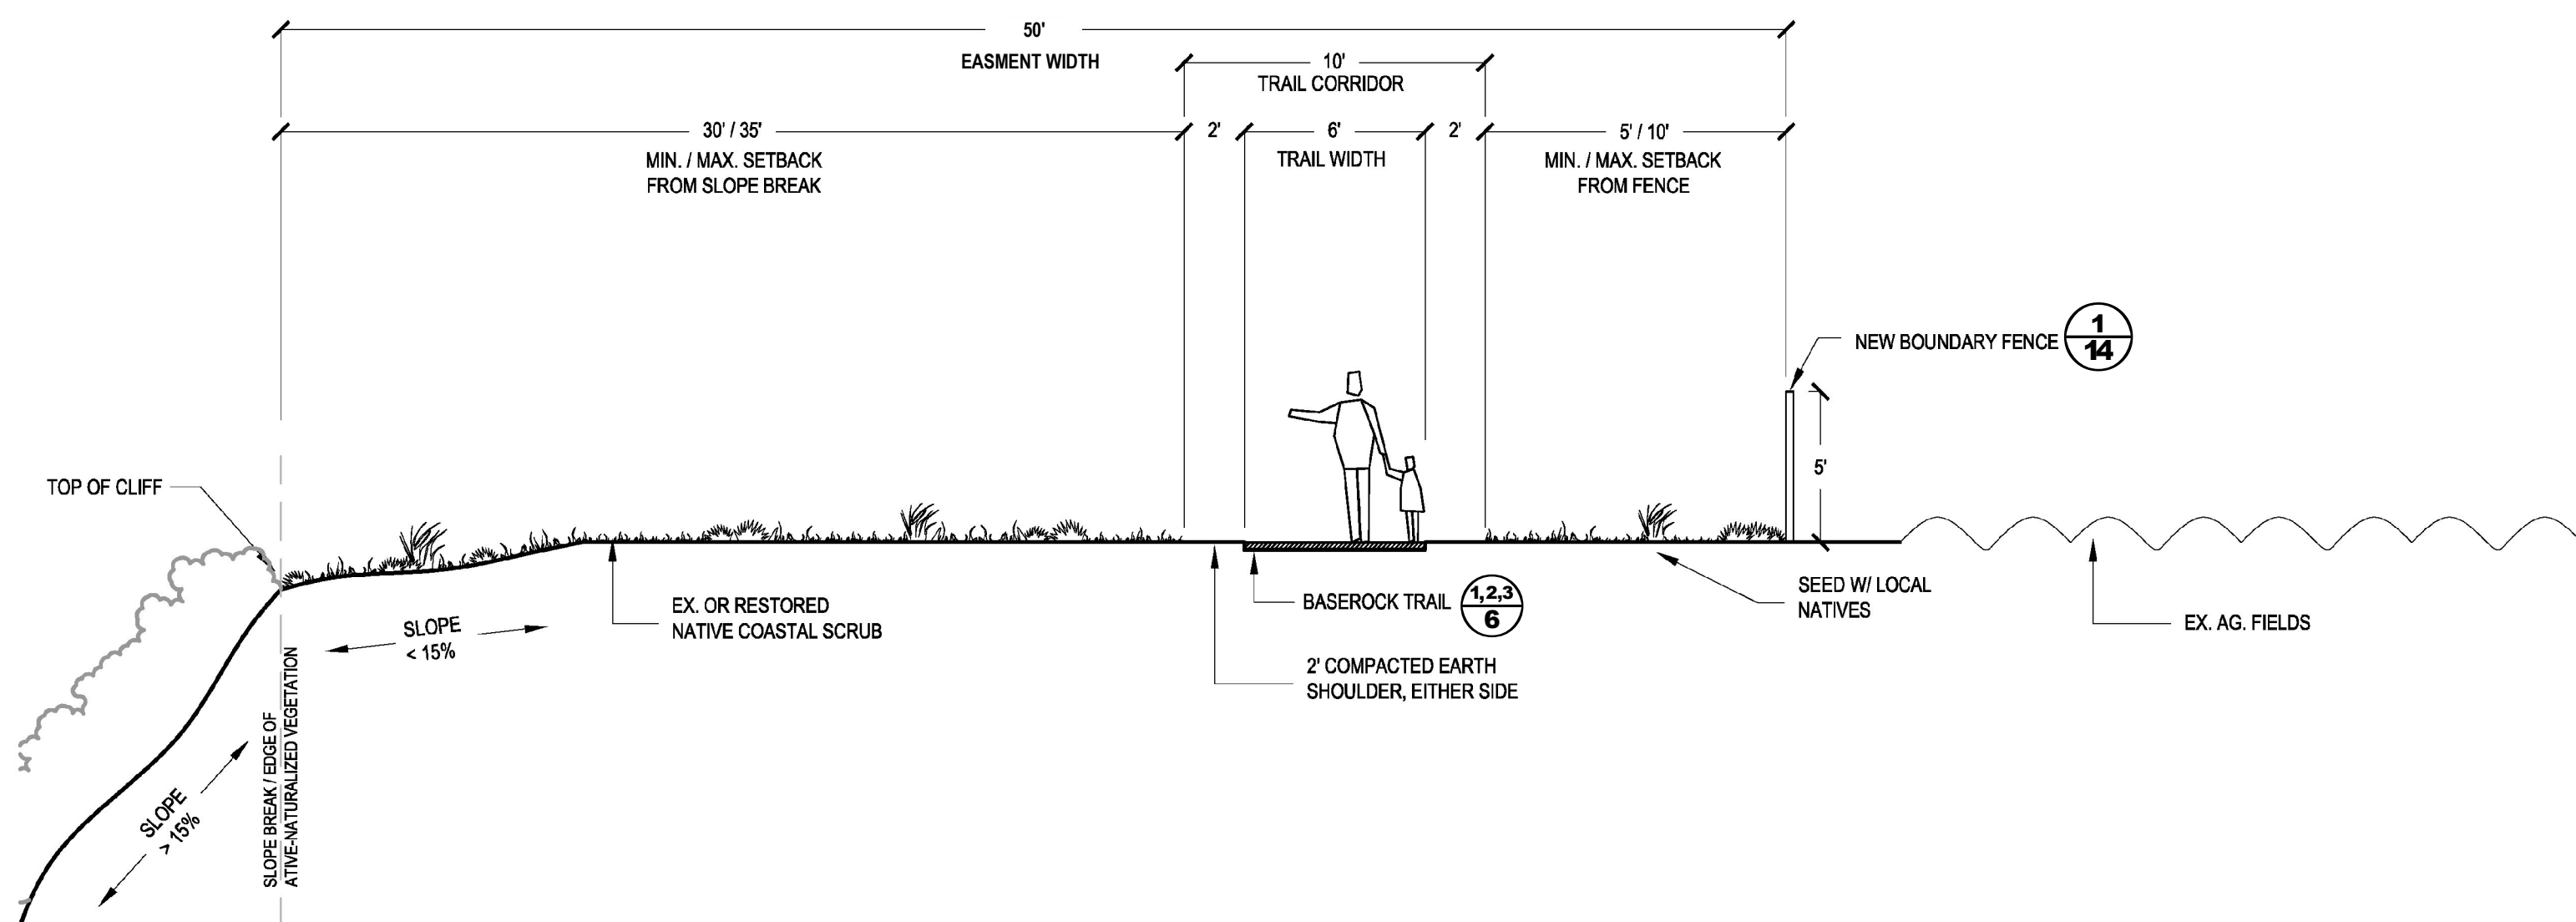 50'
EASMENT WIDTH
10'
TRAIL CORRIDOR
30' / 35'
2'
6'
2'
5' / 10'
MIN. / MAX. SETBACK
FROM SLOPE BREAK
TRAIL WIDTH
MIN. / MAX. SETBACK
FROM FENCE
NEW BOUNDARY FENCE
1
14
5'
TOP OF CLIFF
SLOPE
< 15%
EX. OR RESTORED
NATIVE COASTAL SCRUB
BASEROCK TRAIL
1,2,3
6
SEED W/ LOCAL
NATIVES
EX. AG. FIELDS
2' COMPACTED EARTH
SHOULDER, EITHER SIDE
SLOPE
> 15%
SLOPE BREAK / EDGE OF
ATIVE-NATURALIZED VEGETATION